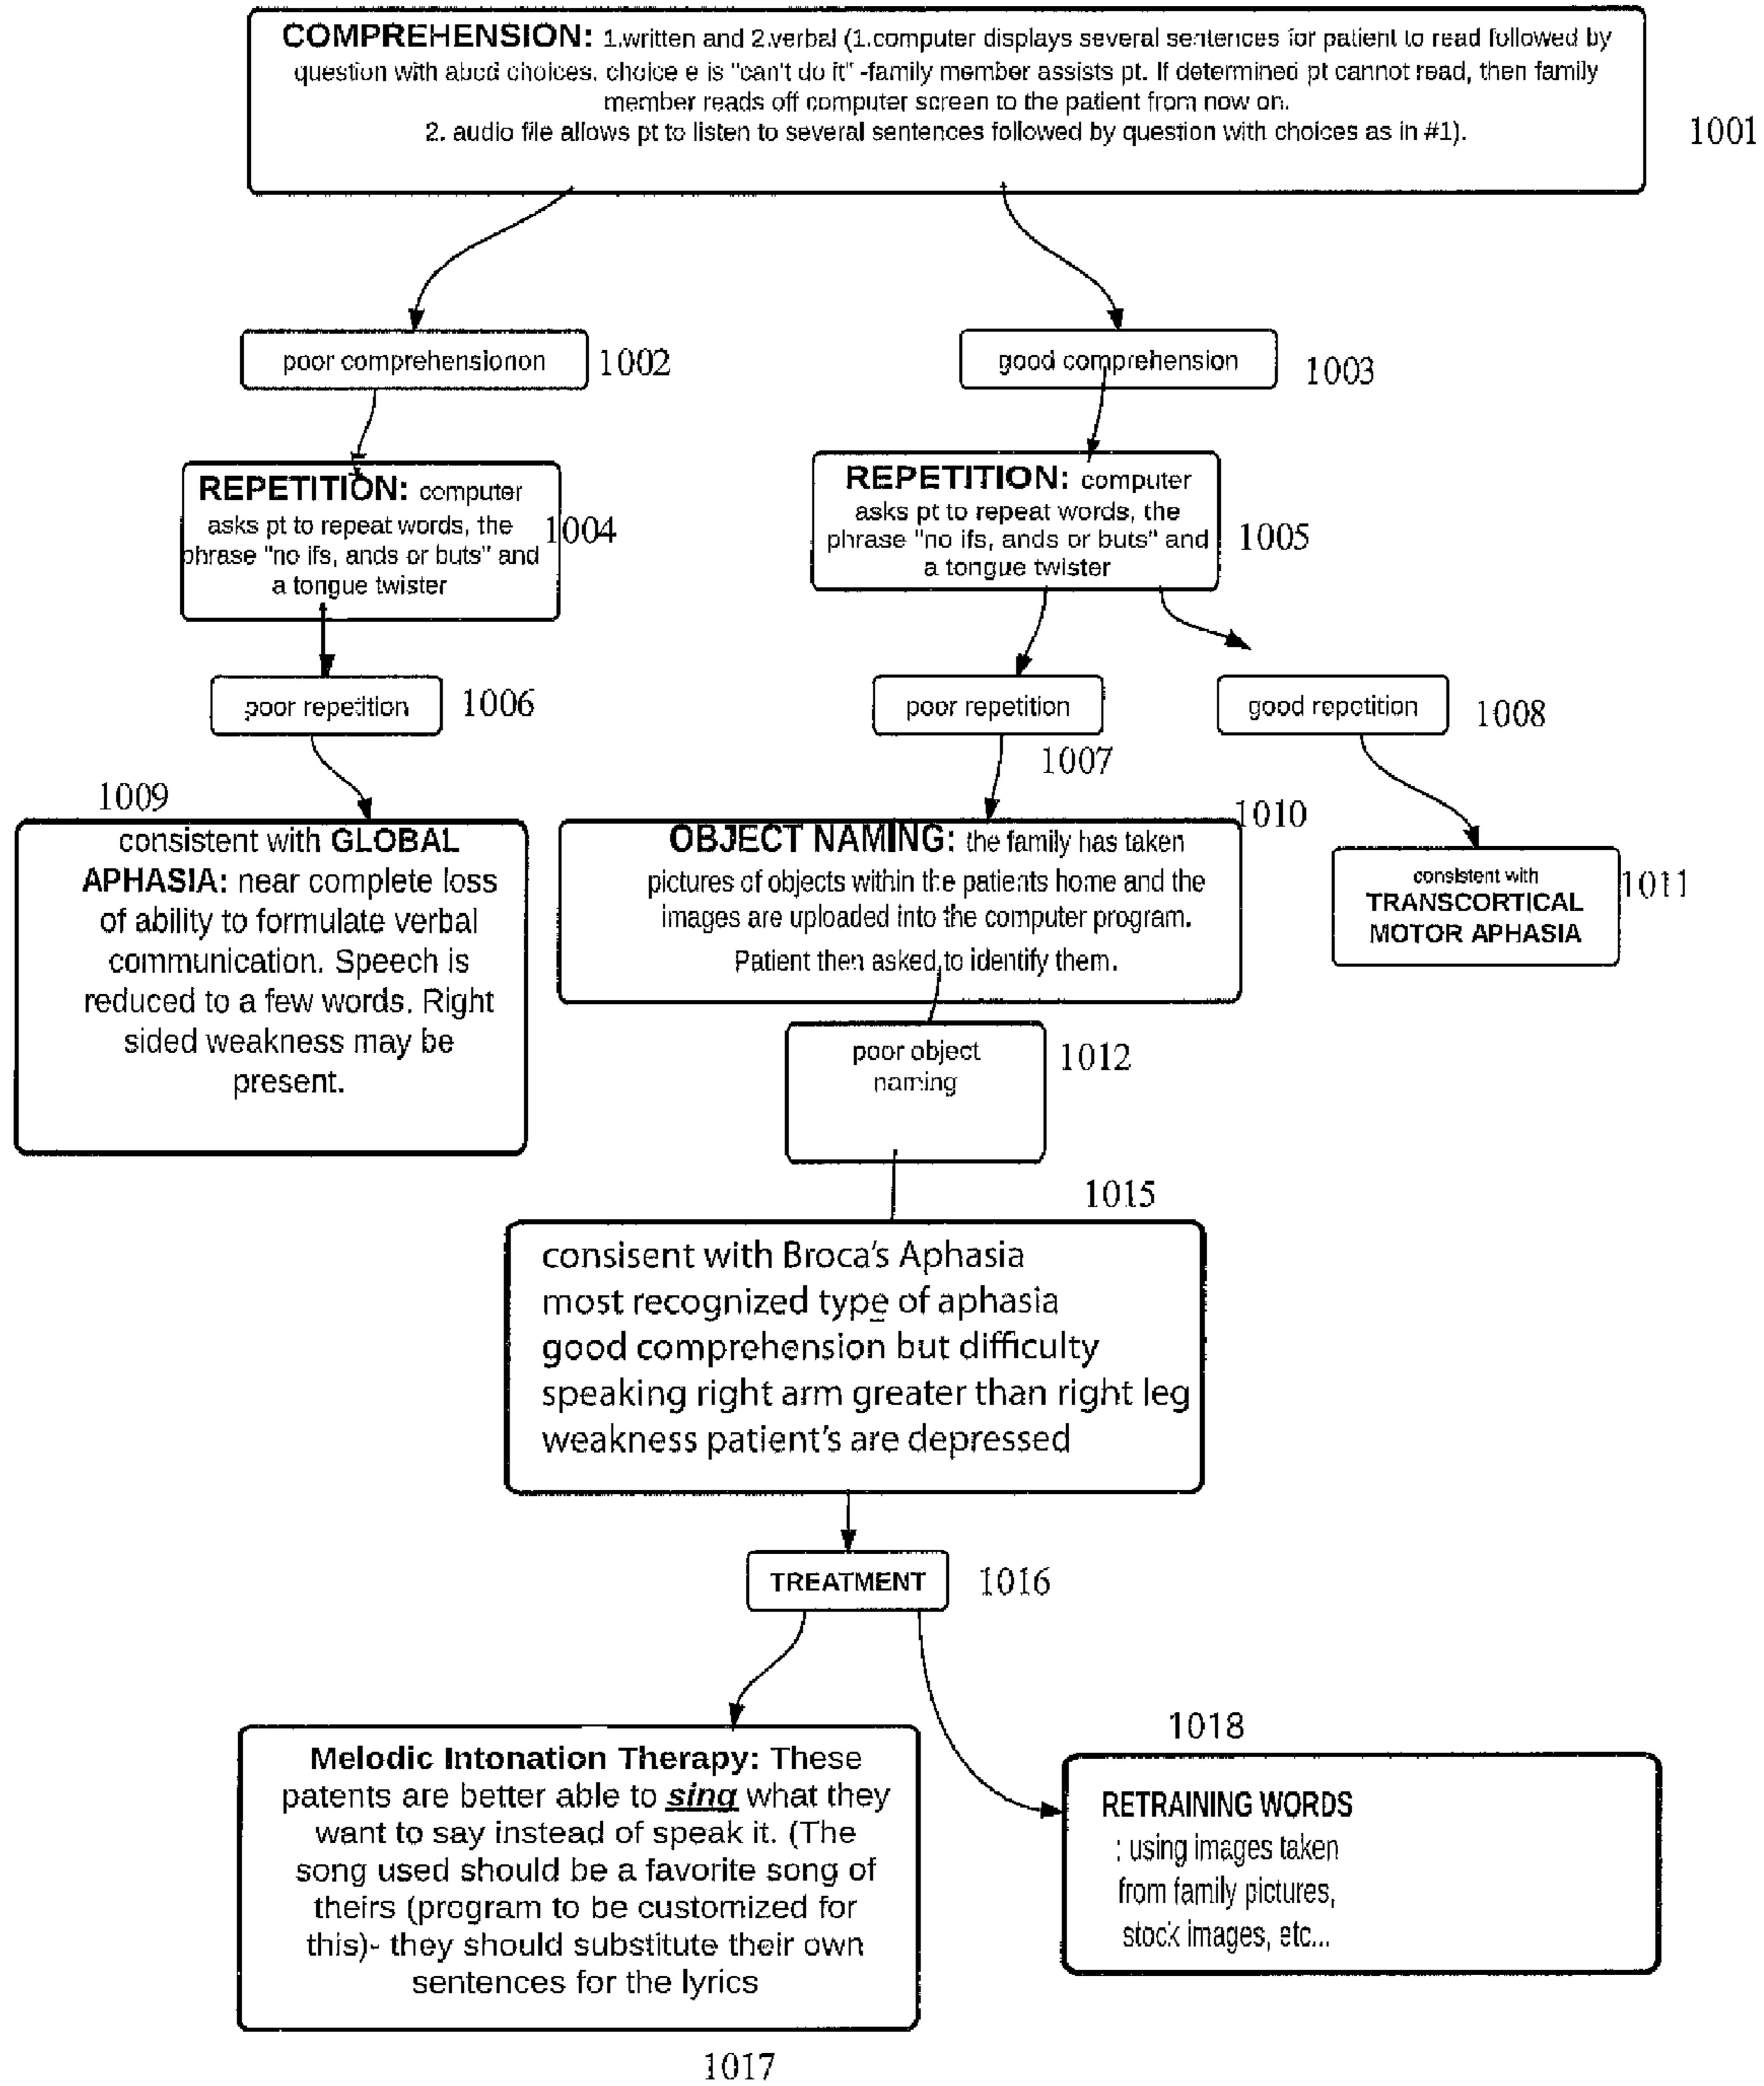 COMPREHENSION: 1.written and 2.verbal (1.computer displays several sentences for patient to read followed by
question with abcd choices. choice e is "can't do it" -family member assists pt. If determined pt cannot read, then family
member reads off computer screen to the patient from now on.
2. audio file allows pt to listen to several sentences followed by question with choices as in #1).
1001
poor comprehensionon
1002
good comprehension
1003
REPETITION: computer
asks pt to repeat words, the
phrase "no ifs, ands or buts" and
a tongue twister
1004
REPETITION: computer
asks pt to repeat words, the
phrase "no ifs, ands or buts" and
a tongue twister
1005
poor repetition
1006
poor repetition
1007
good repetition
1008
1009
consistent with GLOBAL
APHASIA: near complete loss
of ability to formulate verbal
communication. Speech is
reduced to a few words. Right
sided weakness may be
present.
1010
OBJECT NAMING: the family has taken
pictures of objects within the patients home and the
images are uploaded into the computer program.
Patient then asked to identify them.
consistent with
TRANSCORTICAL
MOTOR APHASIA
1011
poor object
naming
1012
1015
consisent with Broca's Aphasia
most recognized type of aphasia
good comprehension but difficulty
speaking right arm greater than right leg
weakness patient's are depressed
TREATMENT
1016
Melodic Intonation Therapy: These
patents are better able to sing what they
want to say instead of speak it. (The
song used should be a favorite song of
theirs (program to be customized for
this)- they should substitute their own
sentences for the lyrics
1017
1018
RETRAINING WORDS
: using images taken
from family pictures,
stock images, etc...